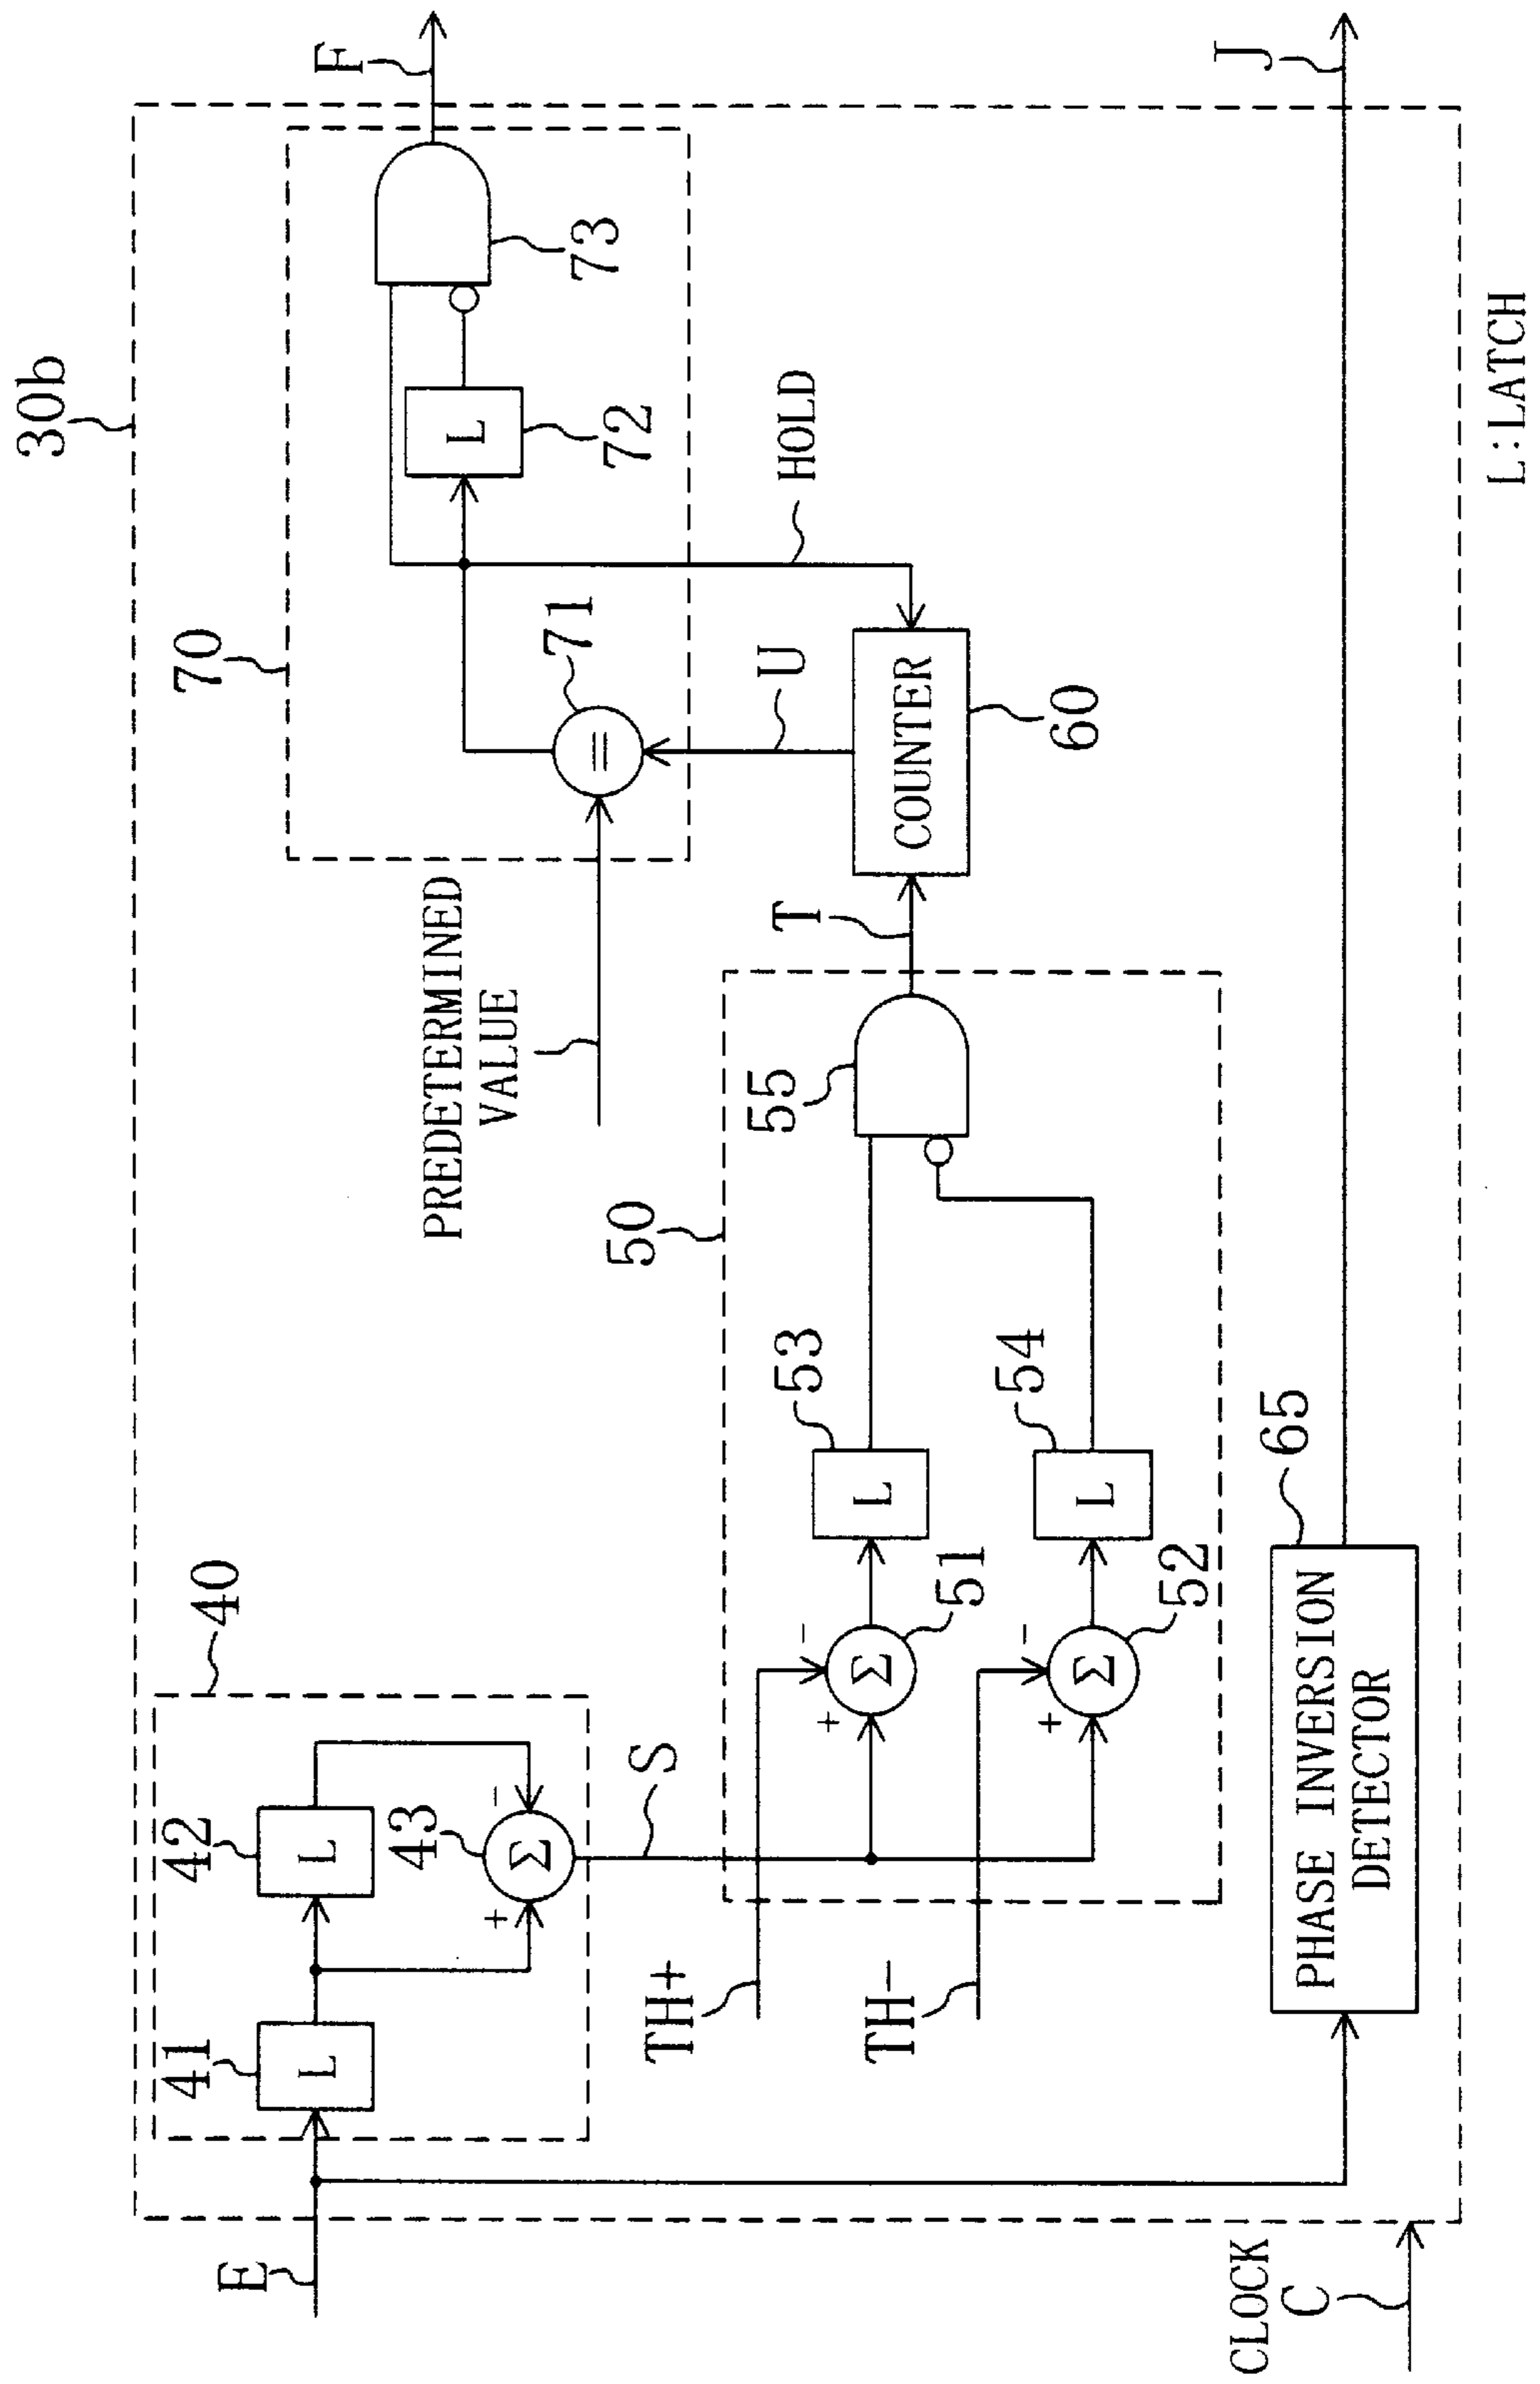 30b
F
70
73
L
72
HOLD
71
=
U
PREDETERMINED
VALUE
COUNTER
60
T
40
42
L
41
L
43
Σ
+
-
S
E
50
53
L
55
51
Σ
+
-
54
L
52
Σ
+
-
TH+
TH-
65
PHASE INVERSION
DETECTOR
J
CLOCK
C
L:LATCH